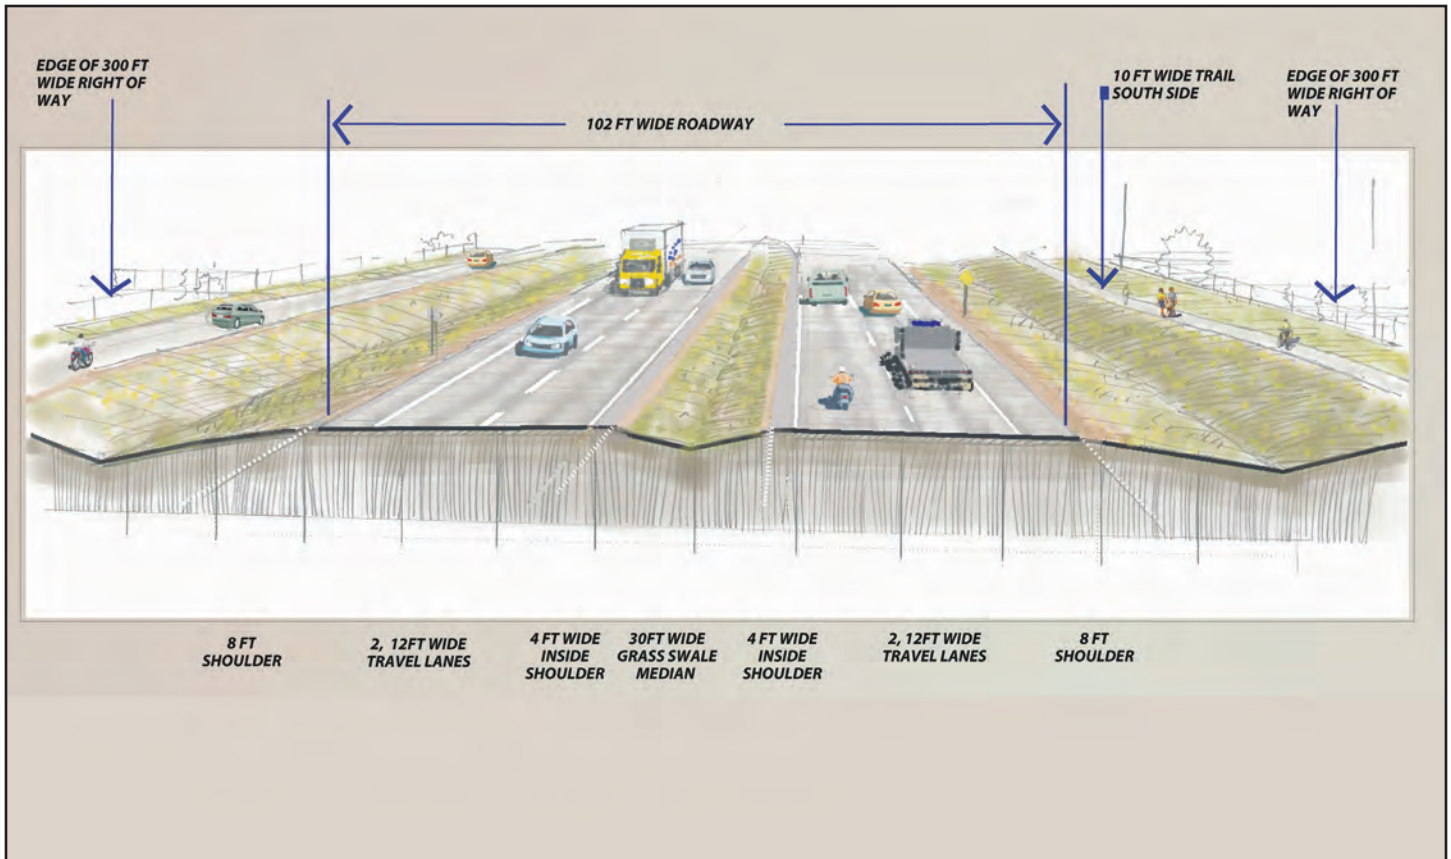 EDGE OF 300 FT
WIDE RIGHT OF
WAY
102 FT WIDE ROADWAY
10 FT WIDE TRAIL
SOUTH SIDE
EDGE OF 300 FT
WIDE RIGHT OF
WAY
8 FT
SHOULDER
2, 12FT WIDE
TRAVEL LANES
4 FT WIDE
INSIDE
SHOULDER
30FT WIDE
GRASS SWALE
MEDIAN
4 FT WIDE
INSIDE
SHOULDER
2, 12FT WIDE
TRAVEL LANES
8 FT
SHOULDER